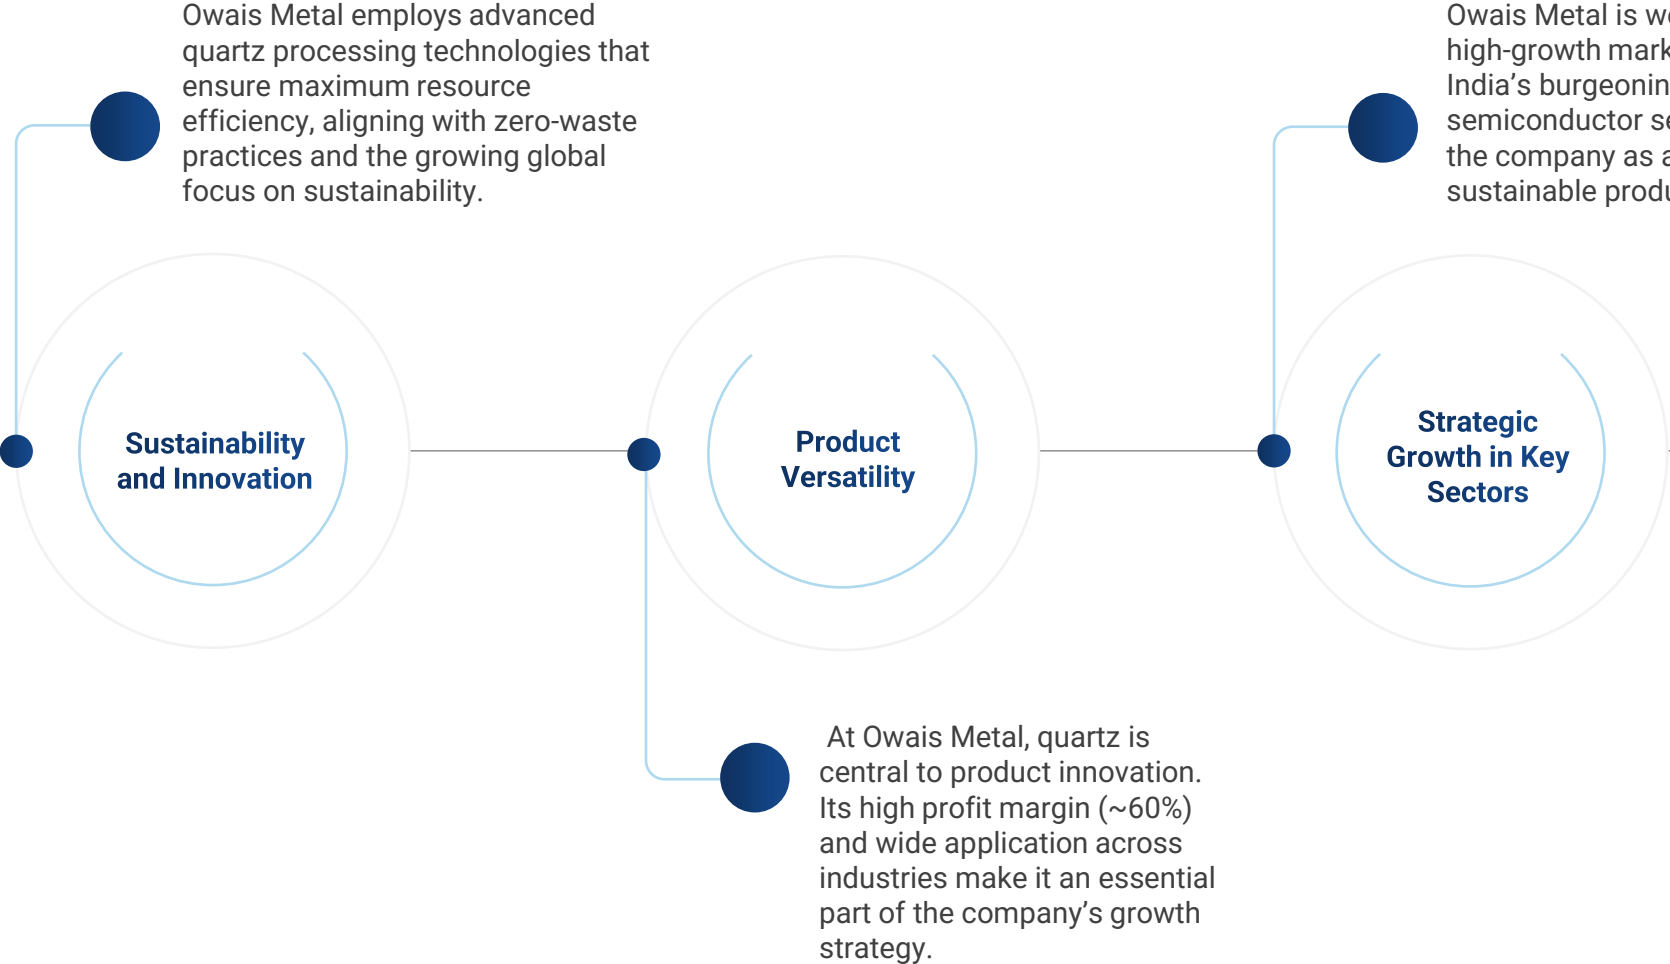 Owais Metal employs advanced
quartz processing technologies that
ensure maximum resource
efficiency, aligning with zero-waste
practices and the growing global
focus on sustainability.
Owais Metal is
high-growth
India’s
semiconductor
the company as
sustainable
Sustainability
and Innovation
Product
Versatility
Strategic
Growth in Key
Sectors
At Owais Metal, quartz is
central to product innovation.
Its high profit margin (~60%)
and wide application across
industries make it an essential
part of the company’s growth
strategy.